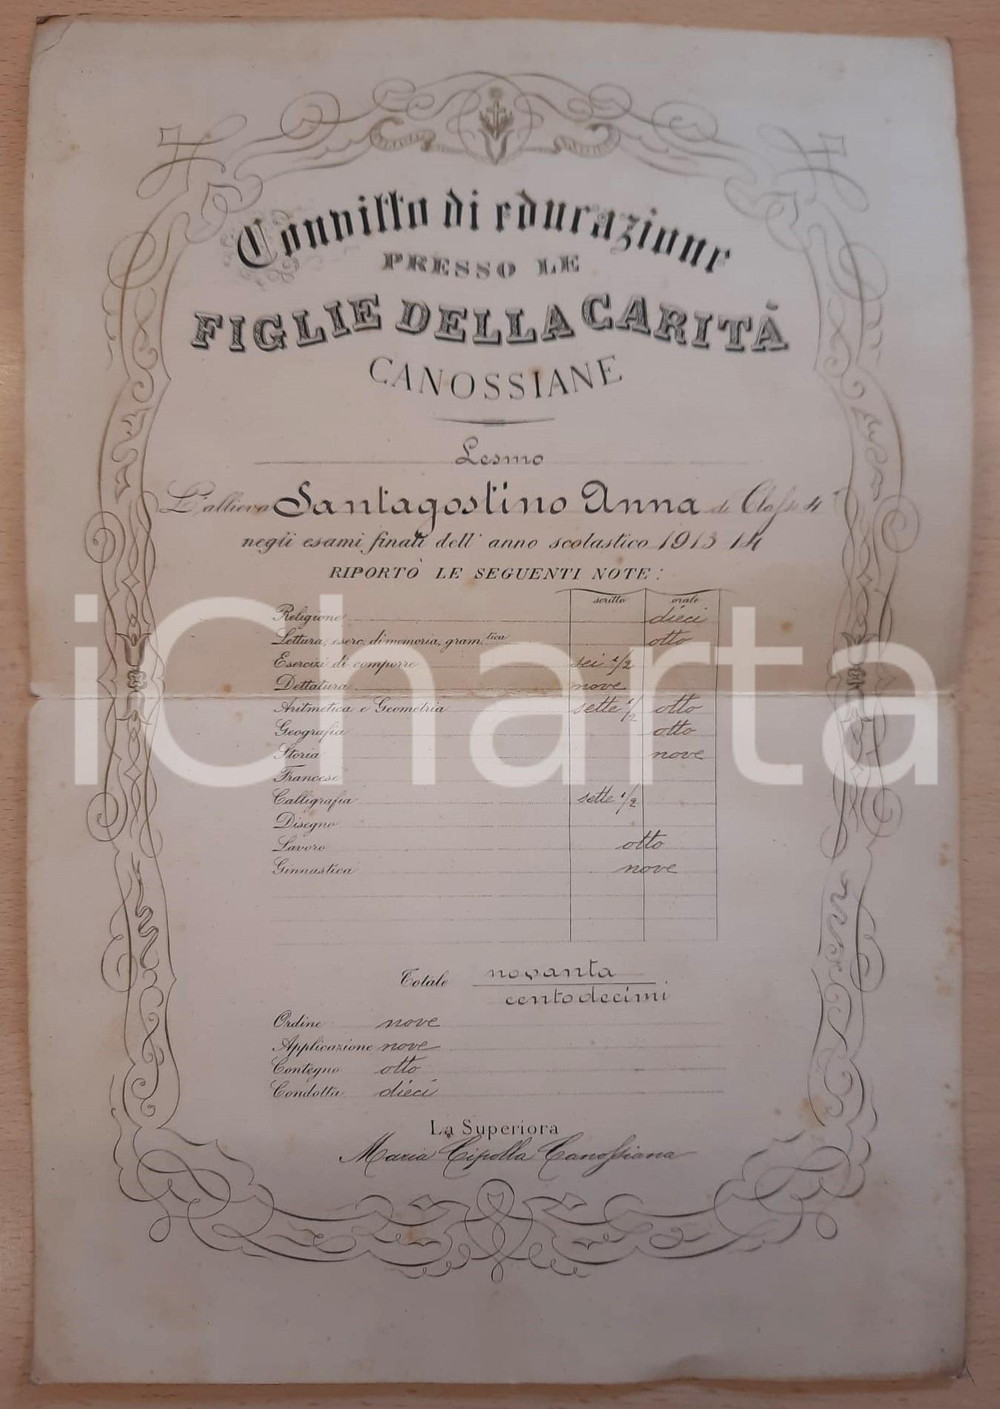 Convitto di educazione
PRESSO LE
FIGLIE DELLA CARITÀ
CANOSSIANE
Lesmo
L'allieva Santagostino Anna di Classe 4ª
negli esami finali dell' anno scolastico 1913 14
RIPORTÒ LE SEGUENTI NOTE:
scritto orale
Religione dieci
Lettura, eserc. di memoria, gram.tica otto
Esercizi di comporre sei 1/2
Dettatura nove
Aritmetica e Geometria sette 1/2 otto
Geografia otto
Storia nove
Francese
Calligrafia sette 1/2
Disegno
Lavoro otto
Ginnastica nove
Totale novanta
centodecimi
Ordine nove
Applicazione nove
Contegno otto
Condotta dieci
La Superiora
Maria Cipolla Canossiana
iCharta